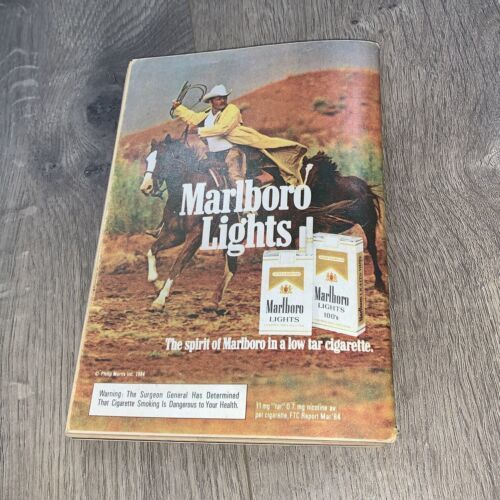 Marlboro
Lights
Marlboro
LIGHTS
Marlboro
LIGHTS
100's
The spirit of Marlboro in a low tar cigarette.
© Philip Morris Inc. 1984
Warning: The Surgeon General Has Determined
That Cigarette Smoking Is Dangerous to Your Health.
11 mg "tar," 0.7 mg nicotine av.
per cigarette, FTC Report Mar.'84